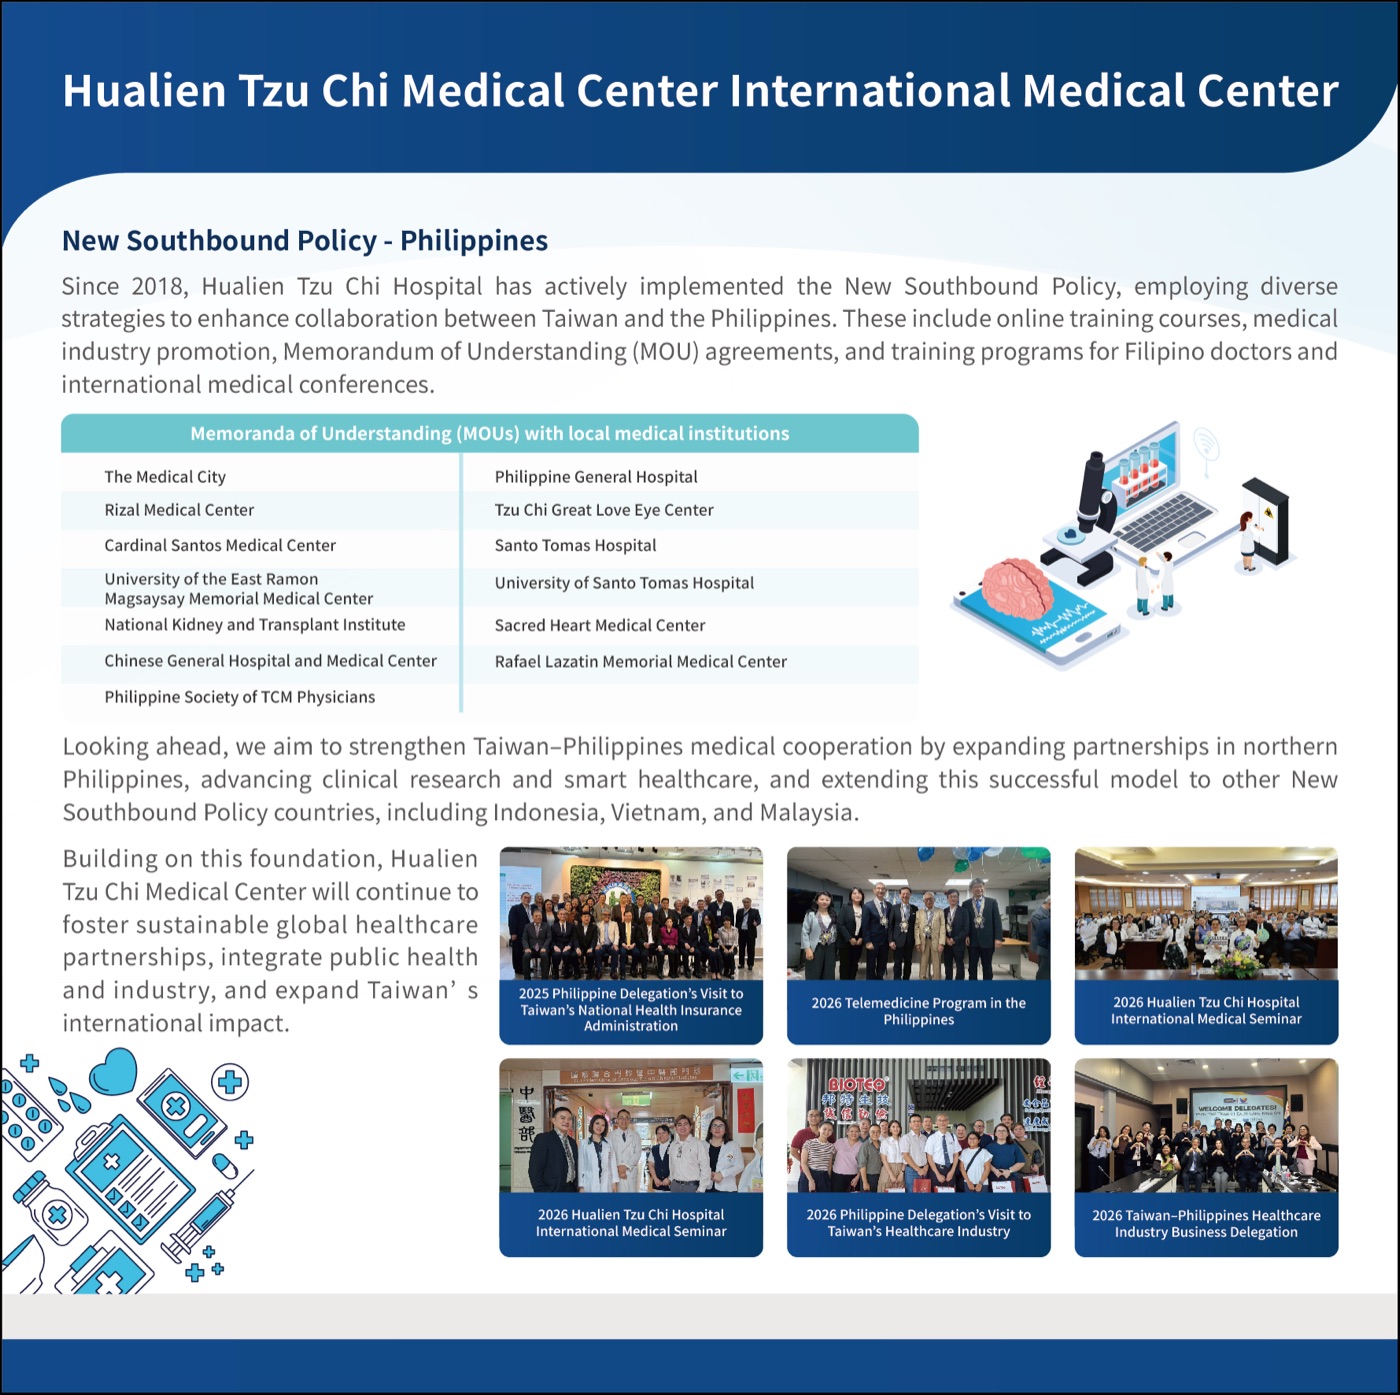 Hualien Tzu Chi Medical Center International Medical Center
New Southbound Policy - Philippines
Since 2018, Hualien Tzu Chi Hospital has actively implemented the New Southbound Policy, employing diverse
strategies to enhance collaboration between Taiwan and the Philippines. These include online training courses, medical
industry promotion, Memorandum of Understanding (MOU) agreements, and training programs for Filipino doctors and
international medical conferences.
Memoranda of Understanding (MOUs) with local medical institutions
The Medical City
Philippine General Hospital
Rizal Medical Center
Tzu Chi Great Love Eye Center
Cardinal Santos Medical Center
Santo Tomas Hospital
University of the East Ramon
Magsaysay Memorial Medical Center
University of Santo Tomas Hospital
National Kidney and Transplant Institute
Sacred Heart Medical Center
Chinese General Hospital and Medical Center
Rafael Lazatin Memorial Medical Center
Philippine Society of TCM Physicians
Looking ahead, we aim to strengthen Taiwan–Philippines medical cooperation by expanding partnerships in northern
Philippines, advancing clinical research and smart healthcare, and extending this successful model to other New
Southbound Policy countries, including Indonesia, Vietnam, and Malaysia.
Building on this foundation, Hualien
Tzu Chi Medical Center will continue to
foster sustainable global healthcare
partnerships, integrate public health
and industry, and expand Taiwan’ s
international impact.
2025 Philippine Delegation’s Visit to
Taiwan’s National Health Insurance
Administration
2026 Telemedicine Program in the
Philippines
2026 Hualien Tzu Chi Hospital
International Medical Seminar
中醫部
2026 Hualien Tzu Chi Hospital
International Medical Seminar
BIOTEQ
邦特生技
誠信勤儉
2026 Philippine Delegation’s Visit to
Taiwan’s Healthcare Industry
WELCOME DELEGATES!
2026 Taiwan–Philippines Healthcare
Industry Business Delegation